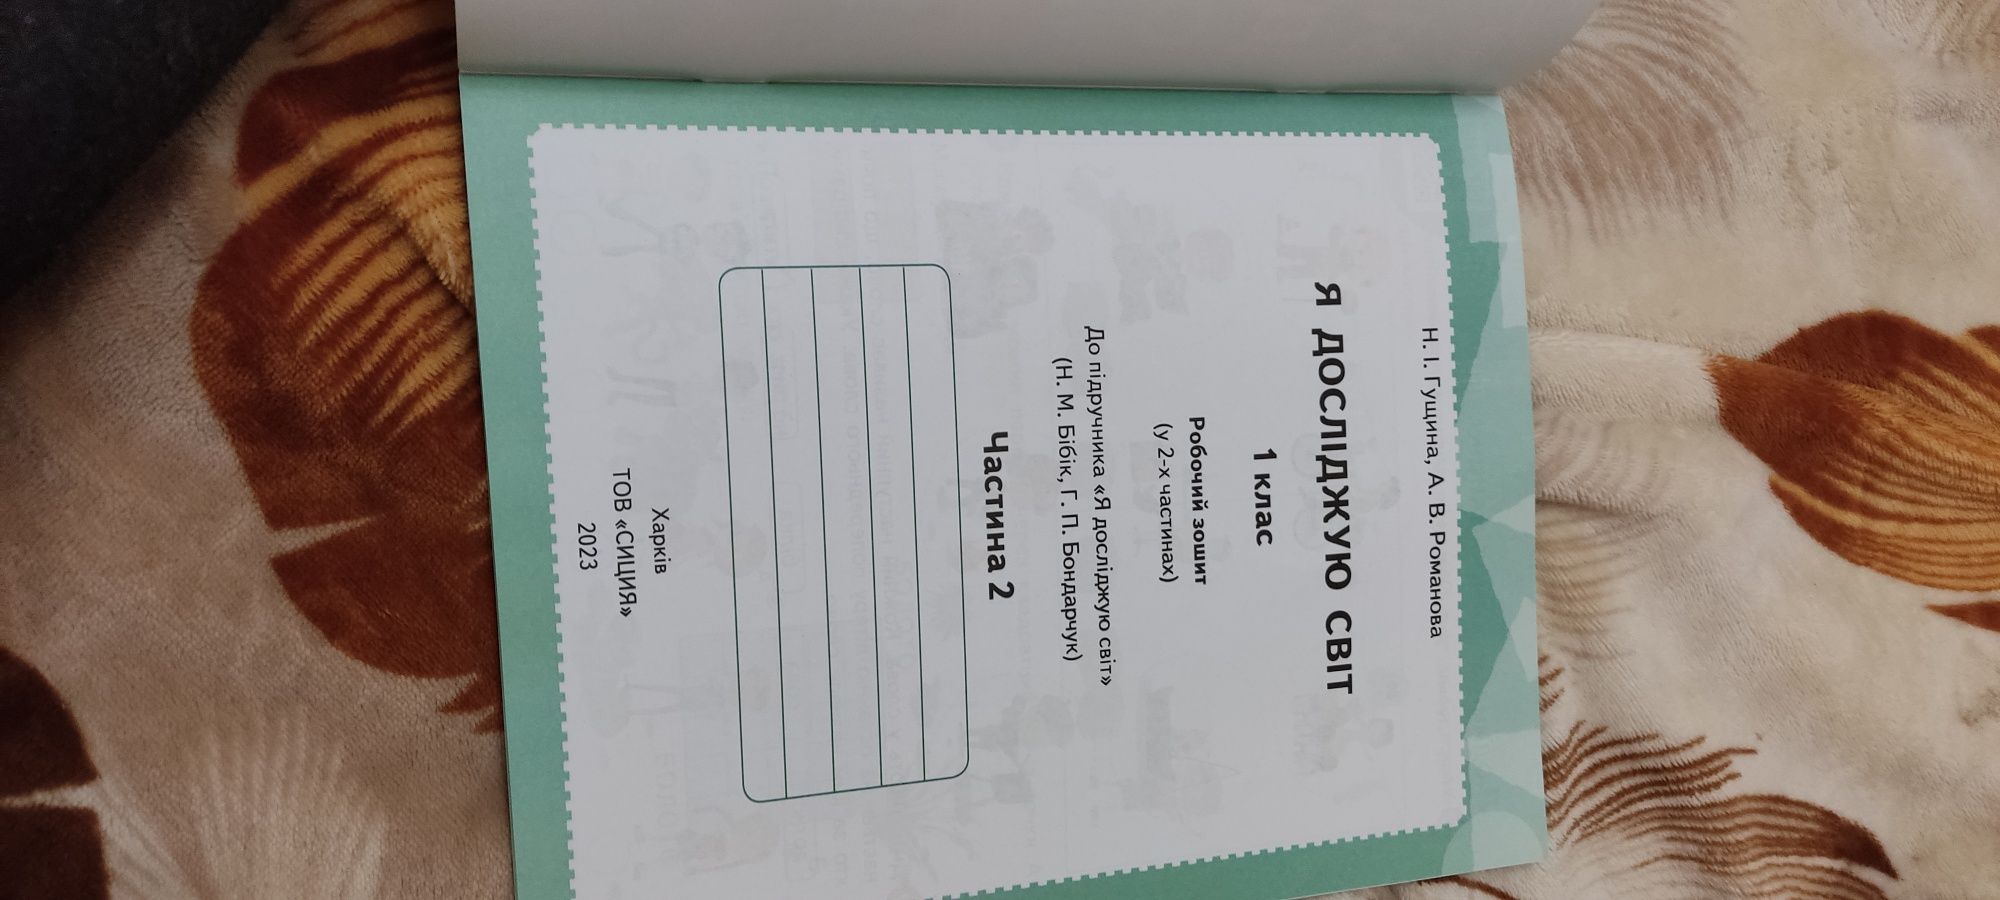 Н. І. Гущина, А. В. Романова
Я ДОСЛІДЖУЮ СВІТ
1 клас
Робочий зошит
(у 2-х частинах)
До підручника «Я досліджую світ»
(Н. М. Бібік, Г. П. Бондарчук)
Частина 2
Харків
ТОВ «СИЦИЯ»
2023